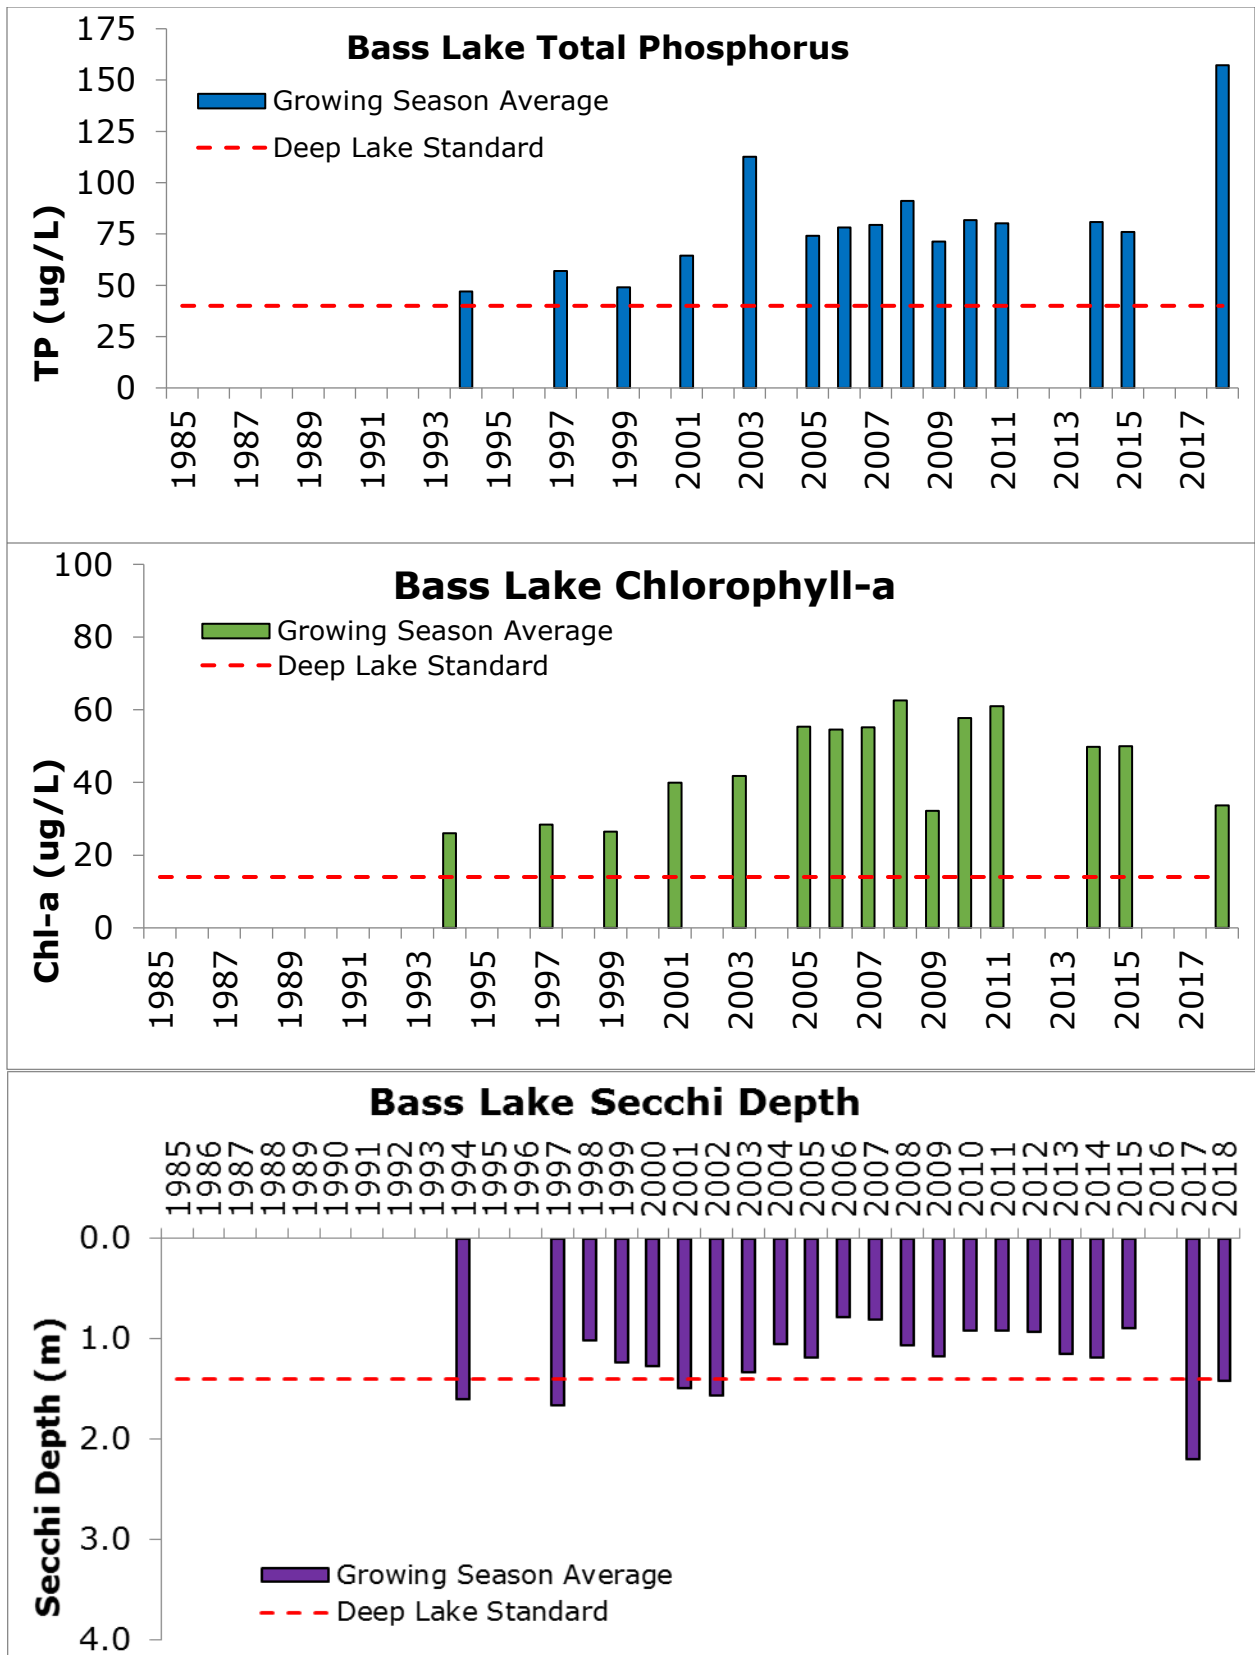 Bass Lake Total Phosphorus
Growing Season Average
Deep Lake Standard
TP (ug/L)
175
150
125
100
75
50
25
0
1985 1987 1989 1991 1993 1995 1997 1999 2001 2003 2005 2007 2009 2011 2013 2015 2017
Bass Lake Chlorophyll-a
Growing Season Average
Deep Lake Standard
Chl-a (ug/L)
100
80
60
40
20
0
1985 1987 1989 1991 1993 1995 1997 1999 2001 2003 2005 2007 2009 2011 2013 2015 2017
Bass Lake Secchi Depth
1985 1986 1987 1988 1989 1990 1991 1992 1993 1994 1995 1996 1997 1998 1999 2000 2001 2002 2003 2004 2005 2006 2007 2008 2009 2010 2011 2012 2013 2014 2015 2016 2017 2018
Secchi Depth (m)
0.0
1.0
2.0
3.0
4.0
Growing Season Average
Deep Lake Standard